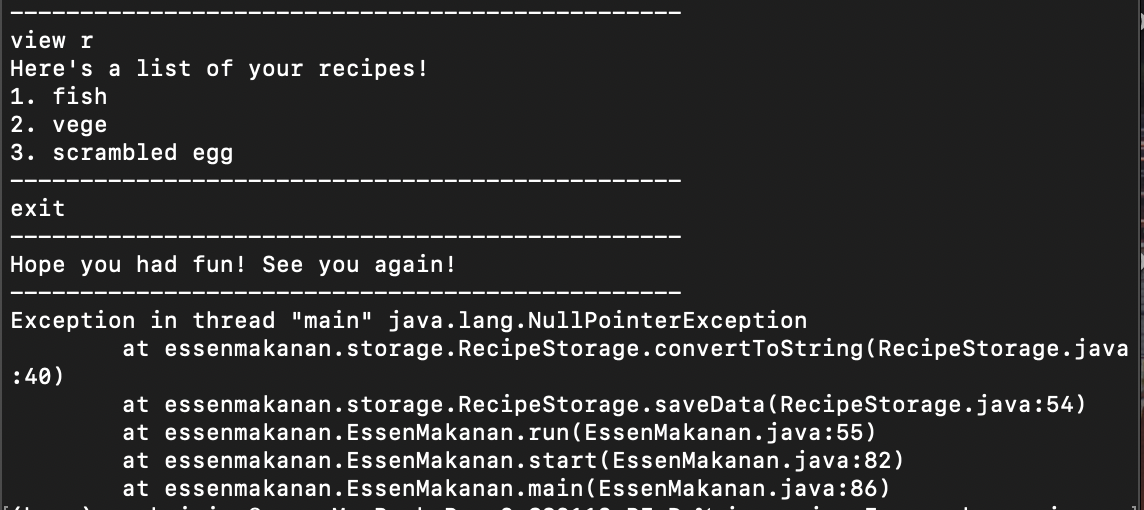 ------------------------------------------------
view r
Here's a list of your recipes!
1. fish
2. vege
3. scrambled egg
------------------------------------------------
exit
------------------------------------------------
Hope you had fun! See you again!
------------------------------------------------
Exception in thread "main" java.lang.NullPointerException
at essenmakanan.storage.RecipeStorage.convertToString(RecipeStorage.java
:40)
at essenmakanan.storage.RecipeStorage.saveData(RecipeStorage.java:54)
at essenmakanan.EssenMakanan.run(EssenMakanan.java:55)
at essenmakanan.EssenMakanan.start(EssenMakanan.java:82)
at essenmakanan.EssenMakanan.main(EssenMakanan.java:86)